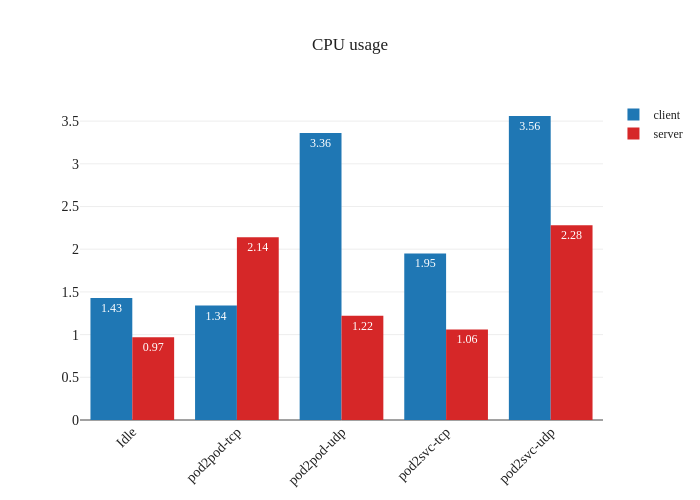 CPU usage
client
server
3.5
3
2.5
2
1.5
1
0.5
0
1.43
0.97
1.34
2.14
3.36
1.22
1.95
1.06
3.56
2.28
Idle
pod2pod-tcp
pod2pod-udp
pod2svc-tcp
pod2svc-udp